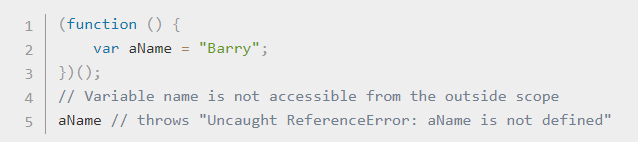 1 (function () {
2     var aName = "Barry";
3 })();
4 // Variable name is not accessible from the outside scope
5 aName // throws "Uncaught ReferenceError: aName is not defined"